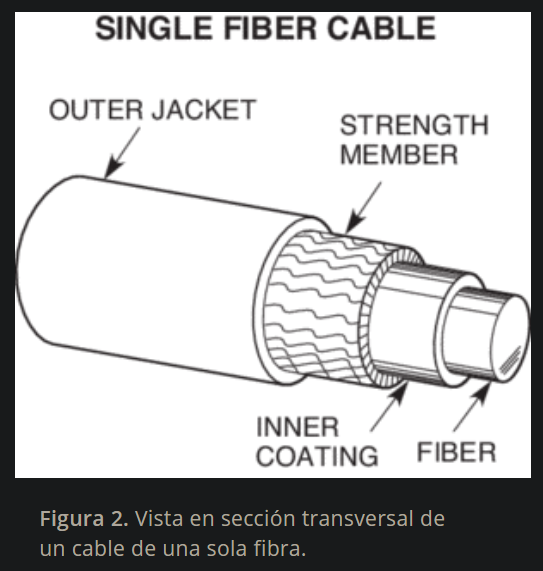 SINGLE FIBER CABLE
OUTER JACKET
STRENGTH
MEMBER
INNER
COATING
FIBER
Figura 2. Vista en sección transversal de
un cable de una sola fibra.